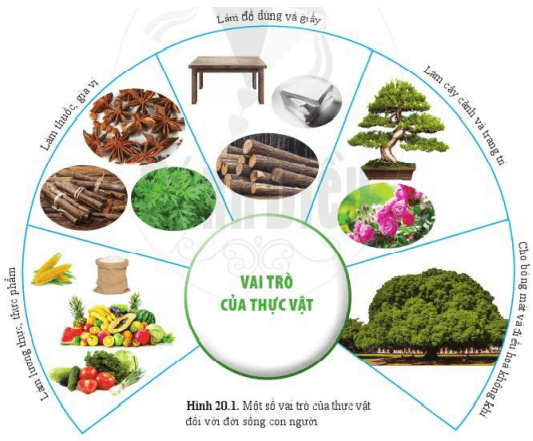 Làm lương thực, thực phẩm
Làm thuốc, gia vị
Làm đồ dùng và giấy
Làm cây cảnh và trang trí
Cho bóng mát và điều hoà không khí
VAI TRÒ
CỦA THỰC VẬT
Hình 20.1. Một số vai trò của thực vật
đối với đời sống con người